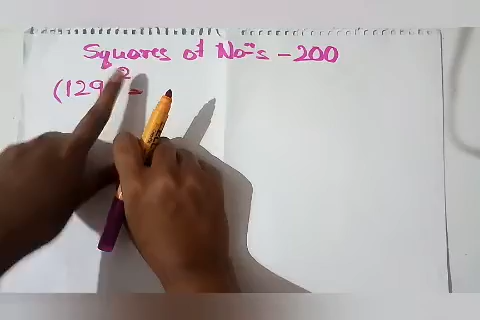 Squares of No=s - 200
(129)² =